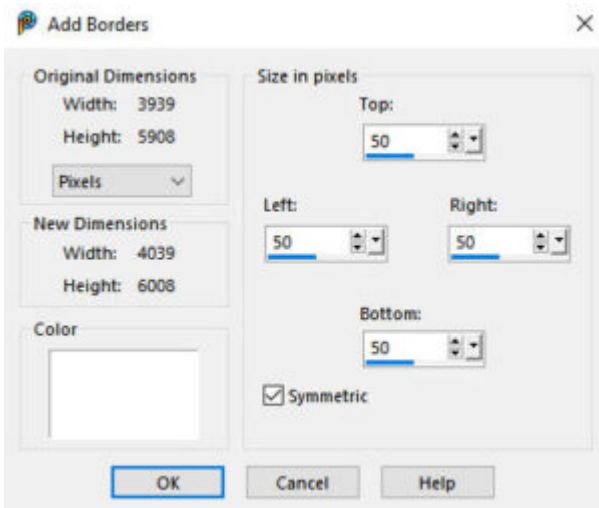 Add Borders
Original Dimensions
Width: 3939
Height: 5908
Pixels
New Dimensions
Width: 4039
Height: 6008
Color
Size in pixels
Top:
50
Left:
50
Right:
50
Bottom:
50
Symmetric
OK
Cancel
Help